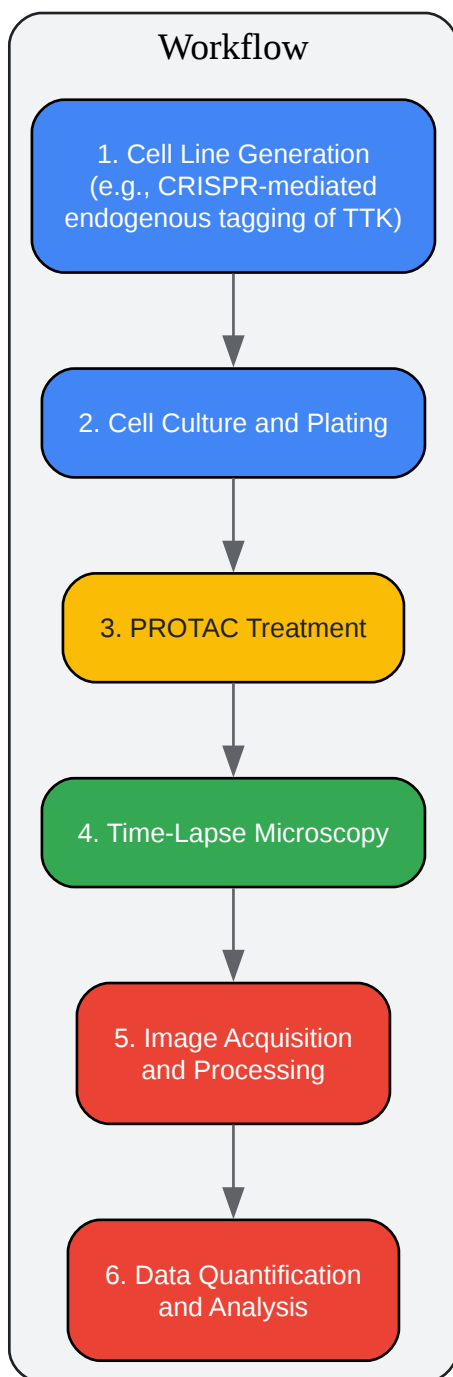 Workflow
1. Cell Line Generation
(e.g., CRISPR-mediated
endogenous tagging of TTK)
2. Cell Culture and Plating
3. PROTAC Treatment
4. Time-Lapse Microscopy
5. Image Acquisition
and Processing
6. Data Quantification
and Analysis